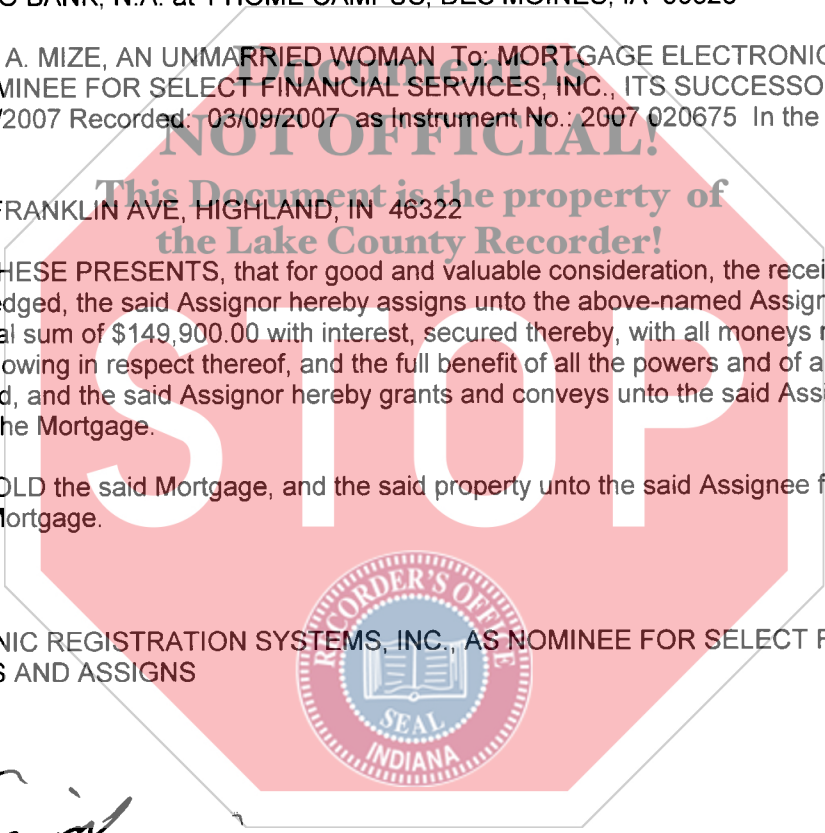 BANK, N.A. at 1 HOME CAMPUS, DES MOINES, IA
A. MIZE, AN UNMARRIED WOMAN To: MORTGAGE ELECTRONIC
Document is
MINEE FOR SELECT FINANCIAL SERVICES, INC., ITS SUCCESSO
/2007 Recorded: 03/09/2007 as Instrument No.: 2007 020675 In the
NOT OFFICIAL!
This Document is the property of
FRANKLIN AVE, HIGHLAND, IN 46322
the Lake County Recorder!
HESE PRESENTS, that for good and valuable consideration, the recei
dged, the said Assignor hereby assigns unto the above-named Assign
al sum of $149,900.00 with interest, secured thereby, with all moneys
owing in respect thereof, and the full benefit of all the powers and of a
d, and the said Assignor hereby grants and conveys unto the said Assi
he Mortgage.
STOP
OLD the said Mortgage, and the said property unto the said Assignee f
Mortgage.
RECORDER'S OFFICE
NIC REGISTRATION SYSTEMS, INC., AS NOMINEE FOR SELECT F
S AND ASSIGNS
SEAL
INDIANA